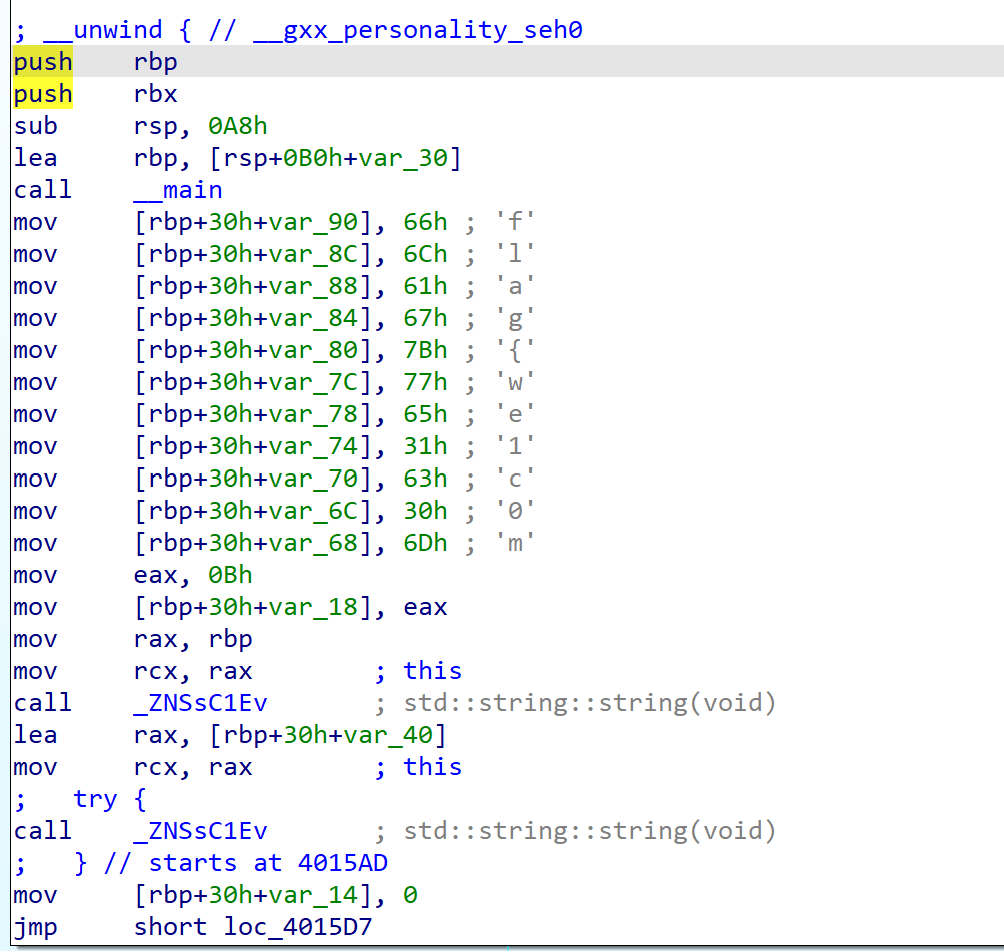 ; __unwind { // __gxx_personality_seh0
push    rbp
push    rbx
sub     rsp, 0A8h
lea     rbp, [rsp+0B0h+var_30]
call    __main
mov     [rbp+30h+var_90], 66h ; 'f'
mov     [rbp+30h+var_8C], 6Ch ; 'l'
mov     [rbp+30h+var_88], 61h ; 'a'
mov     [rbp+30h+var_84], 67h ; 'g'
mov     [rbp+30h+var_80], 7Bh ; '{'
mov     [rbp+30h+var_7C], 77h ; 'w'
mov     [rbp+30h+var_78], 65h ; 'e'
mov     [rbp+30h+var_74], 31h ; '1'
mov     [rbp+30h+var_70], 63h ; 'c'
mov     [rbp+30h+var_6C], 30h ; '0'
mov     [rbp+30h+var_68], 6Dh ; 'm'
mov     eax, 0Bh
mov     [rbp+30h+var_18], eax
mov     rax, rbp
mov     rcx, rax        ; this
call    _ZNSsC1Ev       ; std::string::string(void)
lea     rax, [rbp+30h+var_40]
mov     rcx, rax        ; this
;   try {
call    _ZNSsC1Ev       ; std::string::string(void)
;   } // starts at 4015AD
mov     [rbp+30h+var_14], 0
jmp     short loc_4015D7